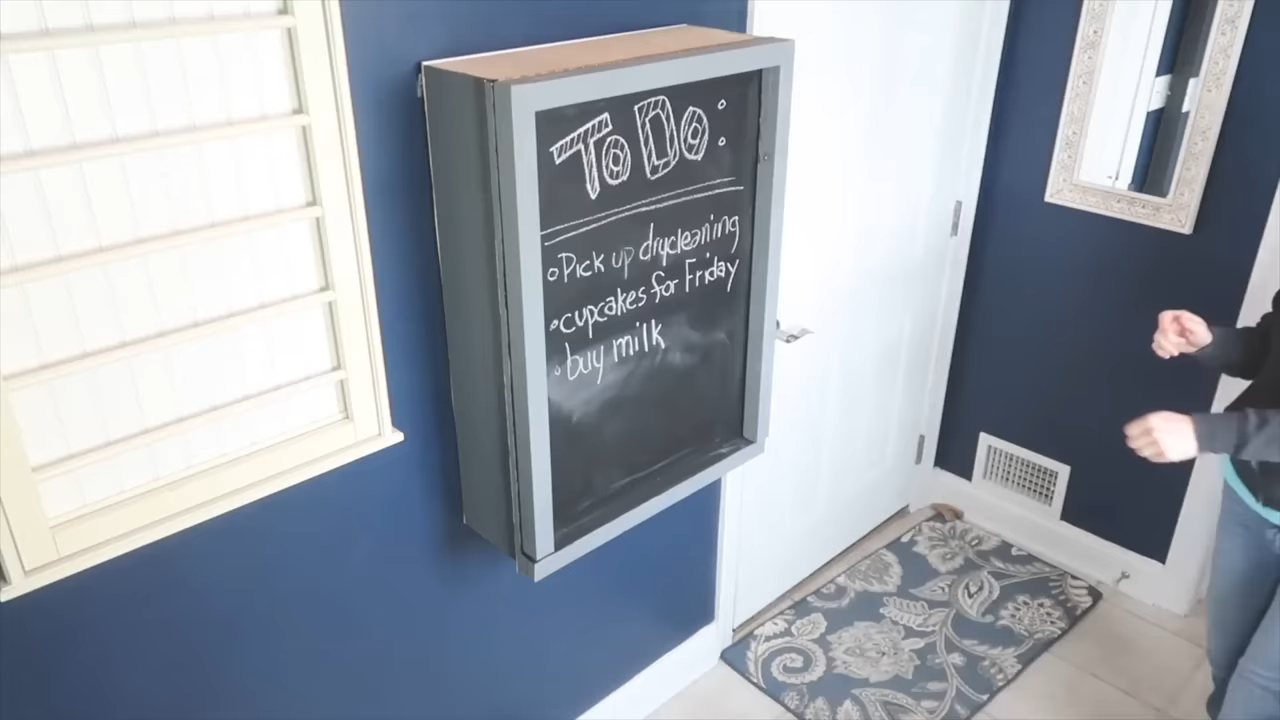 To Do:
◦Pick up drycleaning
◦cupcakes for Friday
◦buy milk